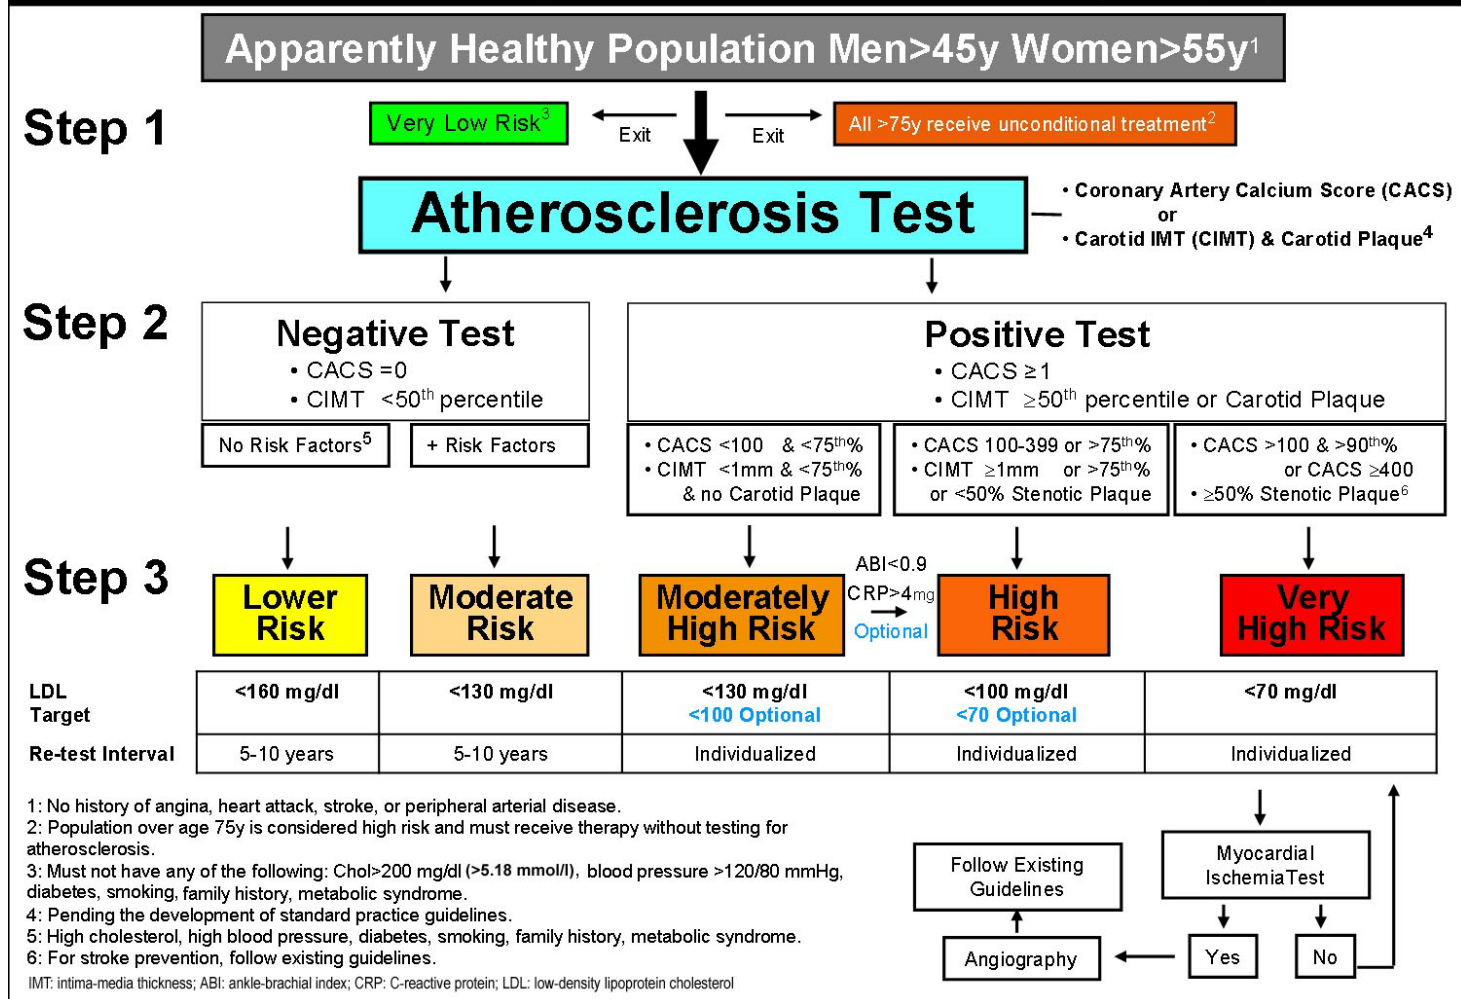 Apparently Healthy Population Men>45y Women>55y1
Step 1
Very Low Risk3
Exit
Exit
All >75y receive unconditional treatment2
Atherosclerosis Test
• Coronary Artery Calcium Score (CACS)
or
• Carotid IMT (CIMT) & Carotid Plaque4
Step 2
Negative Test
• CACS =0
• CIMT <50th percentile
Positive Test
• CACS ≥1
• CIMT ≥50th percentile or Carotid Plaque
No Risk Factors5
+ Risk Factors
• CACS <100 & <75th%
• CIMT <1mm & <75th%
& no Carotid Plaque
• CACS 100-399 or >75th%
• CIMT ≥1mm or >75th%
or <50% Stenotic Plaque
• CACS >100 & >90th%
or CACS ≥400
• ≥50% Stenotic Plaque6
Step 3
Lower
Risk
Moderate
Risk
Moderately
High Risk
ABI<0.9
CRP>4mg
Optional
High
Risk
Very
High Risk
LDL
Target
<160 mg/dl
<130 mg/dl
<130 mg/dl
<100 Optional
<100 mg/dl
<70 Optional
<70 mg/dl
Re-test Interval
5-10 years
5-10 years
Individualized
Individualized
Individualized
1: No history of angina, heart attack, stroke, or peripheral arterial disease.
2: Population over age 75y is considered high risk and must receive therapy without testing for
atherosclerosis.
3: Must not have any of the following: Chol>200 mg/dl (>5.18 mmol/l), blood pressure >120/80 mmHg,
diabetes, smoking, family history, metabolic syndrome.
4: Pending the development of standard practice guidelines.
5: High cholesterol, high blood pressure, diabetes, smoking, family history, metabolic syndrome.
6: For stroke prevention, follow existing guidelines.
IMT: intima-media thickness; ABI: ankle-brachial index; CRP: C-reactive protein; LDL: low-density lipoprotein cholesterol
Myocardial
IschemiaTest
Follow Existing
Guidelines
Angiography
Yes
No